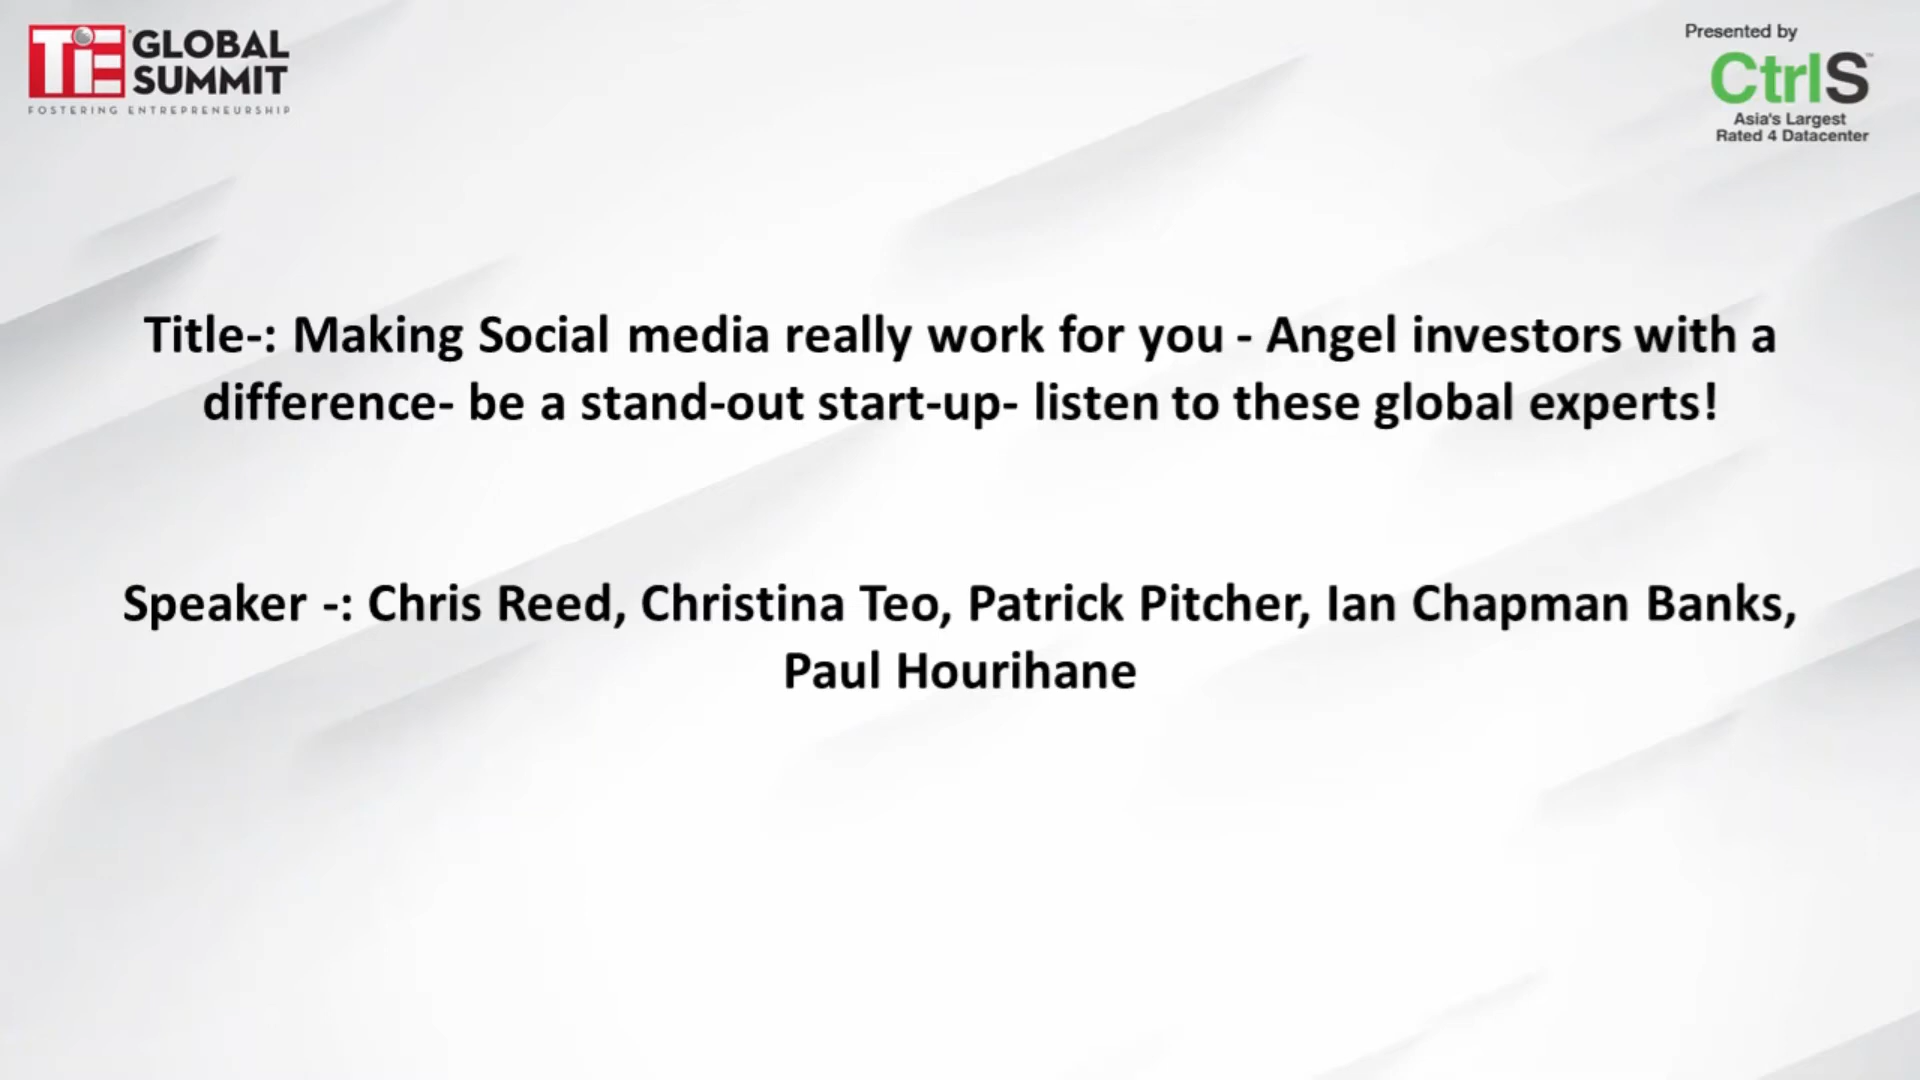 TiE GLOBAL
SUMMIT
FOSTERING ENTREPRENEURSHIP
Presented by
CtrlS™
Asia's Largest
Rated 4 Datacenter
Title-: Making Social media really work for you - Angel investors with a
difference- be a stand-out start-up- listen to these global experts!
Speaker -: Chris Reed, Christina Teo, Patrick Pitcher, Ian Chapman Banks,
Paul Hourihane